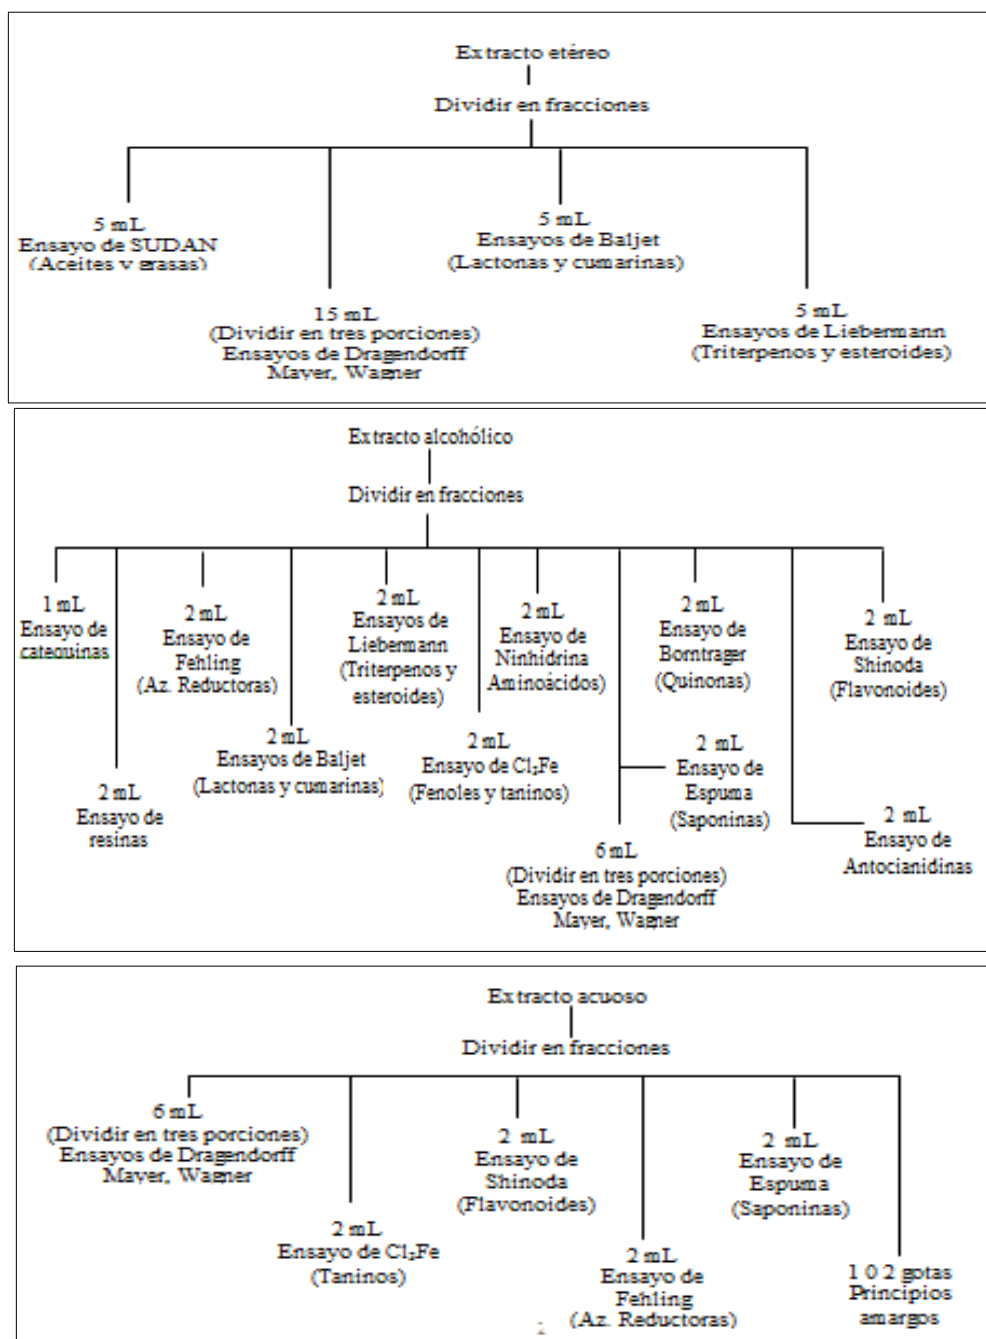 Extracto etéreo
Dividir en fracciones
5 mL
Ensayo de SUDAN
(Aceites y grasas)
15 mL
(Dividir en tres porciones)
Ensayos de Dragendorff
Mayer, Wagner
5 mL
Ensayos de Baljet
(Lactonas y cumarinas)
5 mL
Ensayos de Liebermann
(Triterpenos y esteroides)
Extracto alcohólico
Dividir en fracciones
1 mL
Ensayo de
catequinas
2 mL
Ensayo de
resinas
2 mL
Ensayo de
Fehling
(Az. Reductoras)
2 mL
Ensayos de Baljet
(Lactonas y cumarinas)
2 mL
Ensayos de
Liebermann
(Triterpenos y
esteroides)
2 mL
Ensayo de Cl₃Fe
(Fenoles y taninos)
2 mL
Ensayo de
Ninhidrina
Aminoácidos)
6 mL
(Dividir en tres porciones)
Ensayos de Dragendorff
Mayer, Wagner
2 mL
Ensayo de
Espuma
(Saponinas)
2 mL
Ensayo de
Borntrager
(Quinonas)
2 mL
Ensayo de
Antocianidinas
2 mL
Ensayo de
Shinoda
(Flavonoides)
Extracto acuoso
Dividir en fracciones
6 mL
(Dividir en tres porciones)
Ensayos de Dragendorff
Mayer, Wagner
2 mL
Ensayo de Cl₃Fe
(Taninos)
2 mL
Ensayo de
Shinoda
(Flavonoides)
2 mL
Ensayo de
Fehling
(Az. Reductoras)
2 mL
Ensayo de
Espuma
(Saponinas)
1 0 2 gotas
Principios
amargos